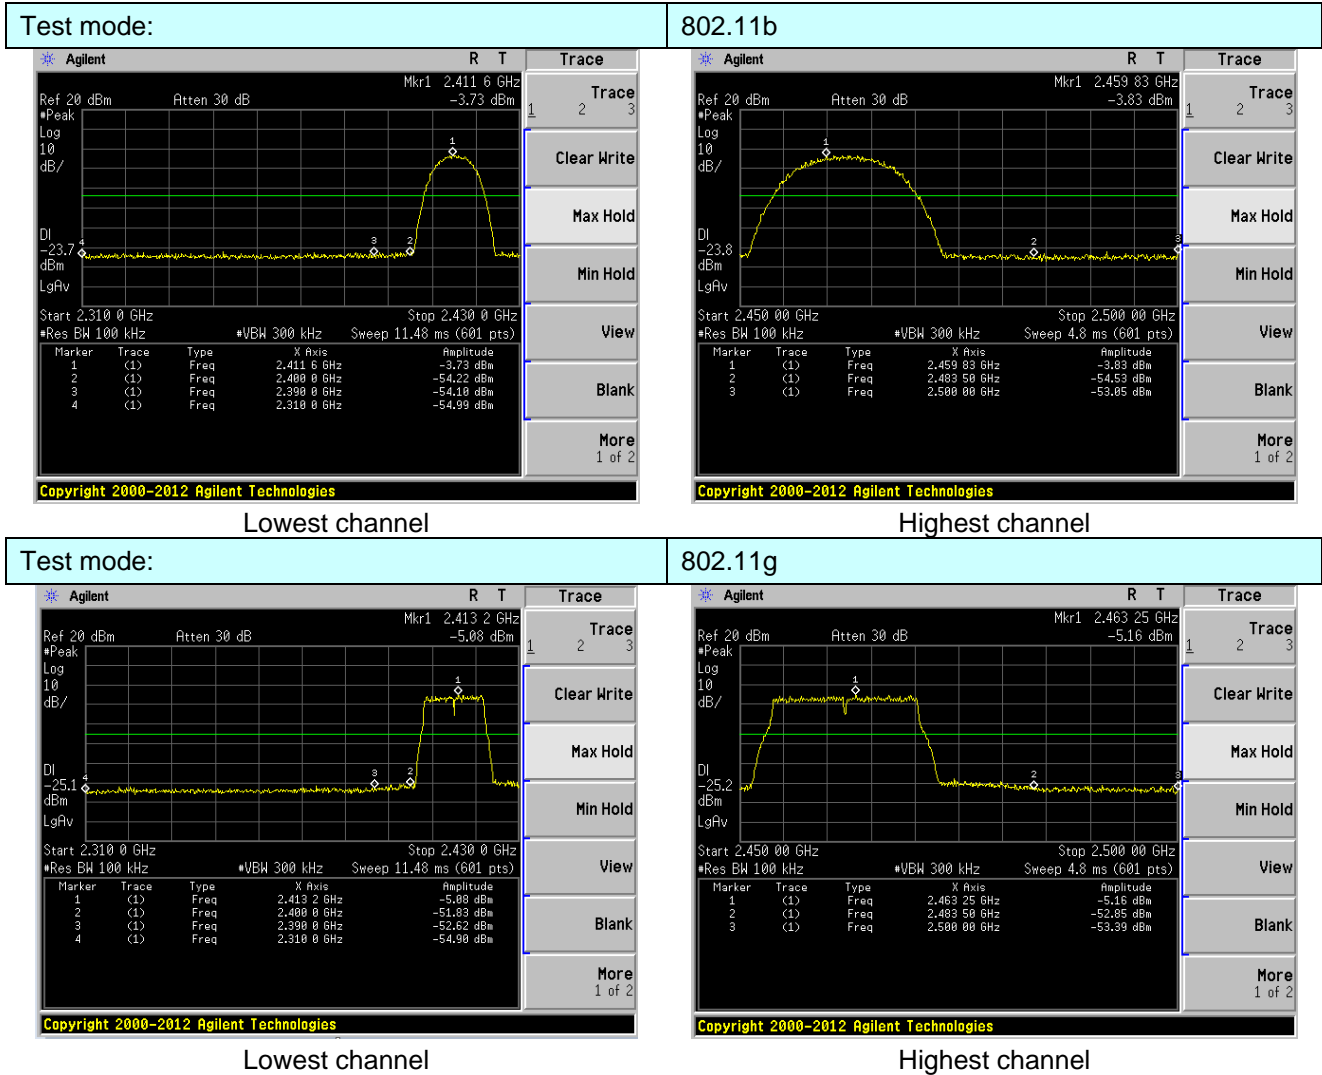 Test mode: 802.11b
Agilent R T Trace
Mkr1 2.411 6 GHz
Ref 20 dBm Atten 30 dB -3.73 dBm
#Peak
Log
10
dB/
1
4 3 2
DI
-23.7
dBm
LgAv
Start 2.310 0 GHz Stop 2.430 0 GHz
#Res BW 100 kHz #VBW 300 kHz Sweep 11.48 ms (601 pts)
Marker Trace Type X Axis Amplitude
1 (1) Freq 2.411 6 GHz -3.73 dBm
2 (1) Freq 2.400 0 GHz -54.22 dBm
3 (1) Freq 2.390 0 GHz -54.10 dBm
4 (1) Freq 2.310 0 GHz -54.99 dBm
Trace
1 2 3
Clear Write
Max Hold
Min Hold
View
Blank
More
1 of 2
Copyright 2000-2012 Agilent Technologies
Lowest channel
Agilent R T Trace
Mkr1 2.459 83 GHz
Ref 20 dBm Atten 30 dB -3.83 dBm
#Peak
Log
10
dB/
1
2 3
DI
-23.8
dBm
LgAv
Start 2.450 00 GHz Stop 2.500 00 GHz
#Res BW 100 kHz #VBW 300 kHz Sweep 4.8 ms (601 pts)
Marker Trace Type X Axis Amplitude
1 (1) Freq 2.459 83 GHz -3.83 dBm
2 (1) Freq 2.483 50 GHz -54.53 dBm
3 (1) Freq 2.500 00 GHz -53.05 dBm
Trace
1 2 3
Clear Write
Max Hold
Min Hold
View
Blank
More
1 of 2
Copyright 2000-2012 Agilent Technologies
Highest channel
Test mode: 802.11g
Agilent R T Trace
Mkr1 2.413 2 GHz
Ref 20 dBm Atten 30 dB -5.08 dBm
#Peak
Log
10
dB/
1
4 3 2
DI
-25.1
dBm
LgAv
Start 2.310 0 GHz Stop 2.430 0 GHz
#Res BW 100 kHz #VBW 300 kHz Sweep 11.48 ms (601 pts)
Marker Trace Type X Axis Amplitude
1 (1) Freq 2.413 2 GHz -5.08 dBm
2 (1) Freq 2.400 0 GHz -51.83 dBm
3 (1) Freq 2.390 0 GHz -52.62 dBm
4 (1) Freq 2.310 0 GHz -54.90 dBm
Trace
1 2 3
Clear Write
Max Hold
Min Hold
View
Blank
More
1 of 2
Copyright 2000-2012 Agilent Technologies
Lowest channel
Agilent R T Trace
Mkr1 2.463 25 GHz
Ref 20 dBm Atten 30 dB -5.16 dBm
#Peak
Log
10
dB/
1
2 3
DI
-25.2
dBm
LgAv
Start 2.450 00 GHz Stop 2.500 00 GHz
#Res BW 100 kHz #VBW 300 kHz Sweep 4.8 ms (601 pts)
Marker Trace Type X Axis Amplitude
1 (1) Freq 2.463 25 GHz -5.16 dBm
2 (1) Freq 2.483 50 GHz -52.85 dBm
3 (1) Freq 2.500 00 GHz -53.39 dBm
Trace
1 2 3
Clear Write
Max Hold
Min Hold
View
Blank
More
1 of 2
Copyright 2000-2012 Agilent Technologies
Highest channel